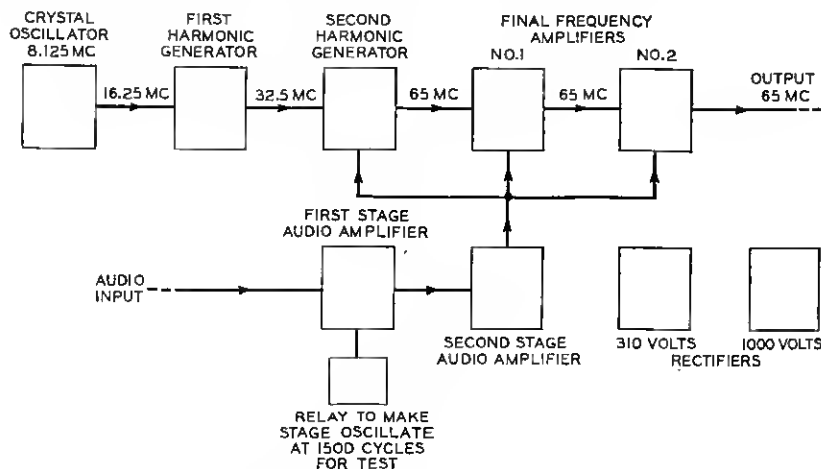 CRYSTAL
OSCILLATOR
8.125 MC
FIRST
HARMONIC
GENERATOR
SECOND
HARMONIC
GENERATOR
FINAL FREQUENCY
AMPLIFIERS
NO.1
NO.2
16.25 MC
32.5 MC
65 MC
65 MC
OUTPUT
65 MC
FIRST STAGE
AUDIO AMPLIFIER
AUDIO
INPUT
SECOND STAGE
AUDIO AMPLIFIER
310 VOLTS
1000 VOLTS
RECTIFIERS
RELAY TO MAKE
STAGE OSCILLATE
AT 1500 CYCLES
FOR TEST